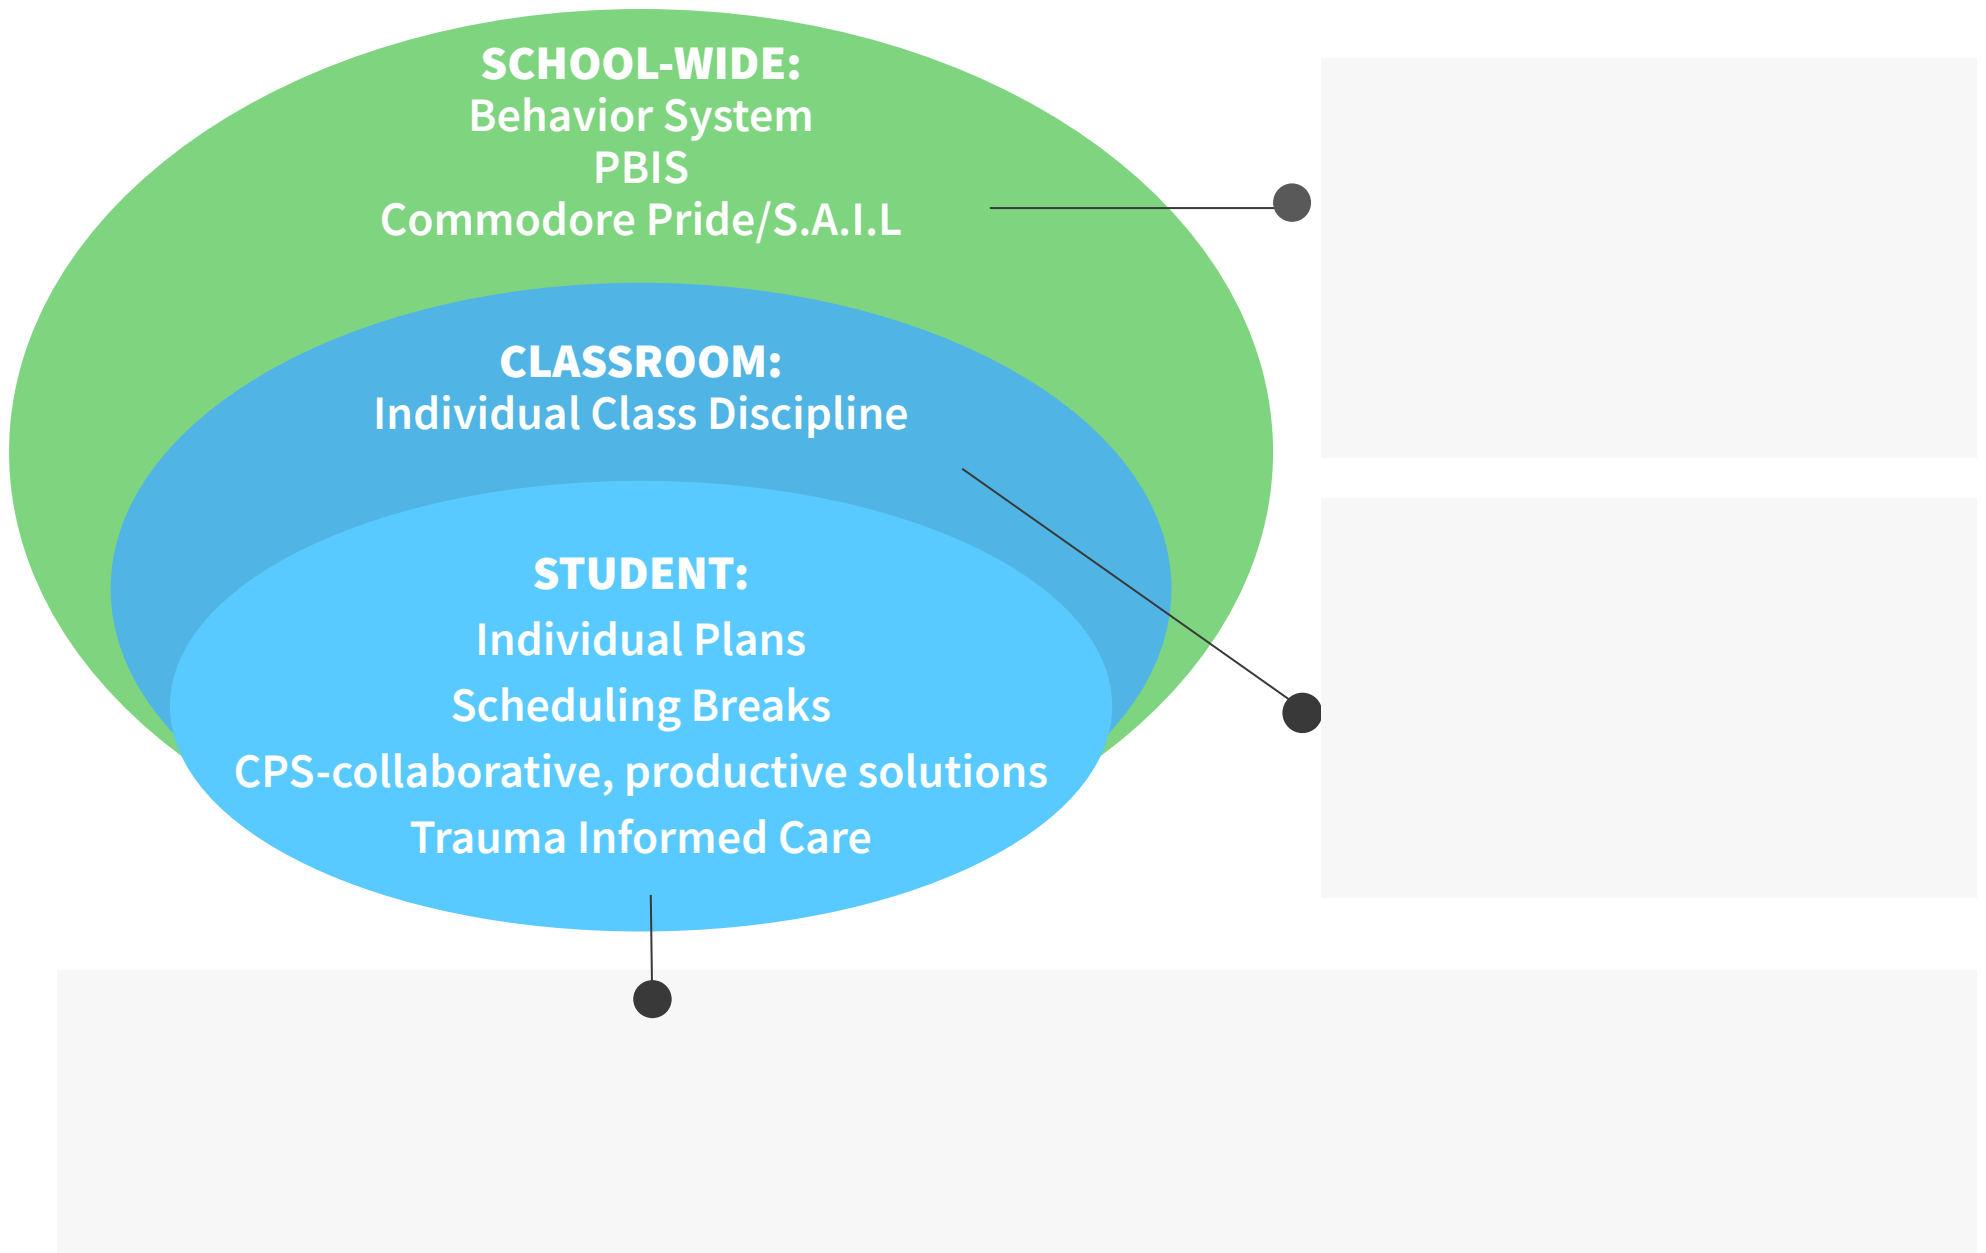 SCHOOL-WIDE:
Behavior System
PBIS
Commodore Pride/S.A.I.L
CLASSROOM:
Individual Class Discipline
STUDENT:
Individual Plans
Scheduling Breaks
CPS-collaborative, productive solutions
Trauma Informed Care